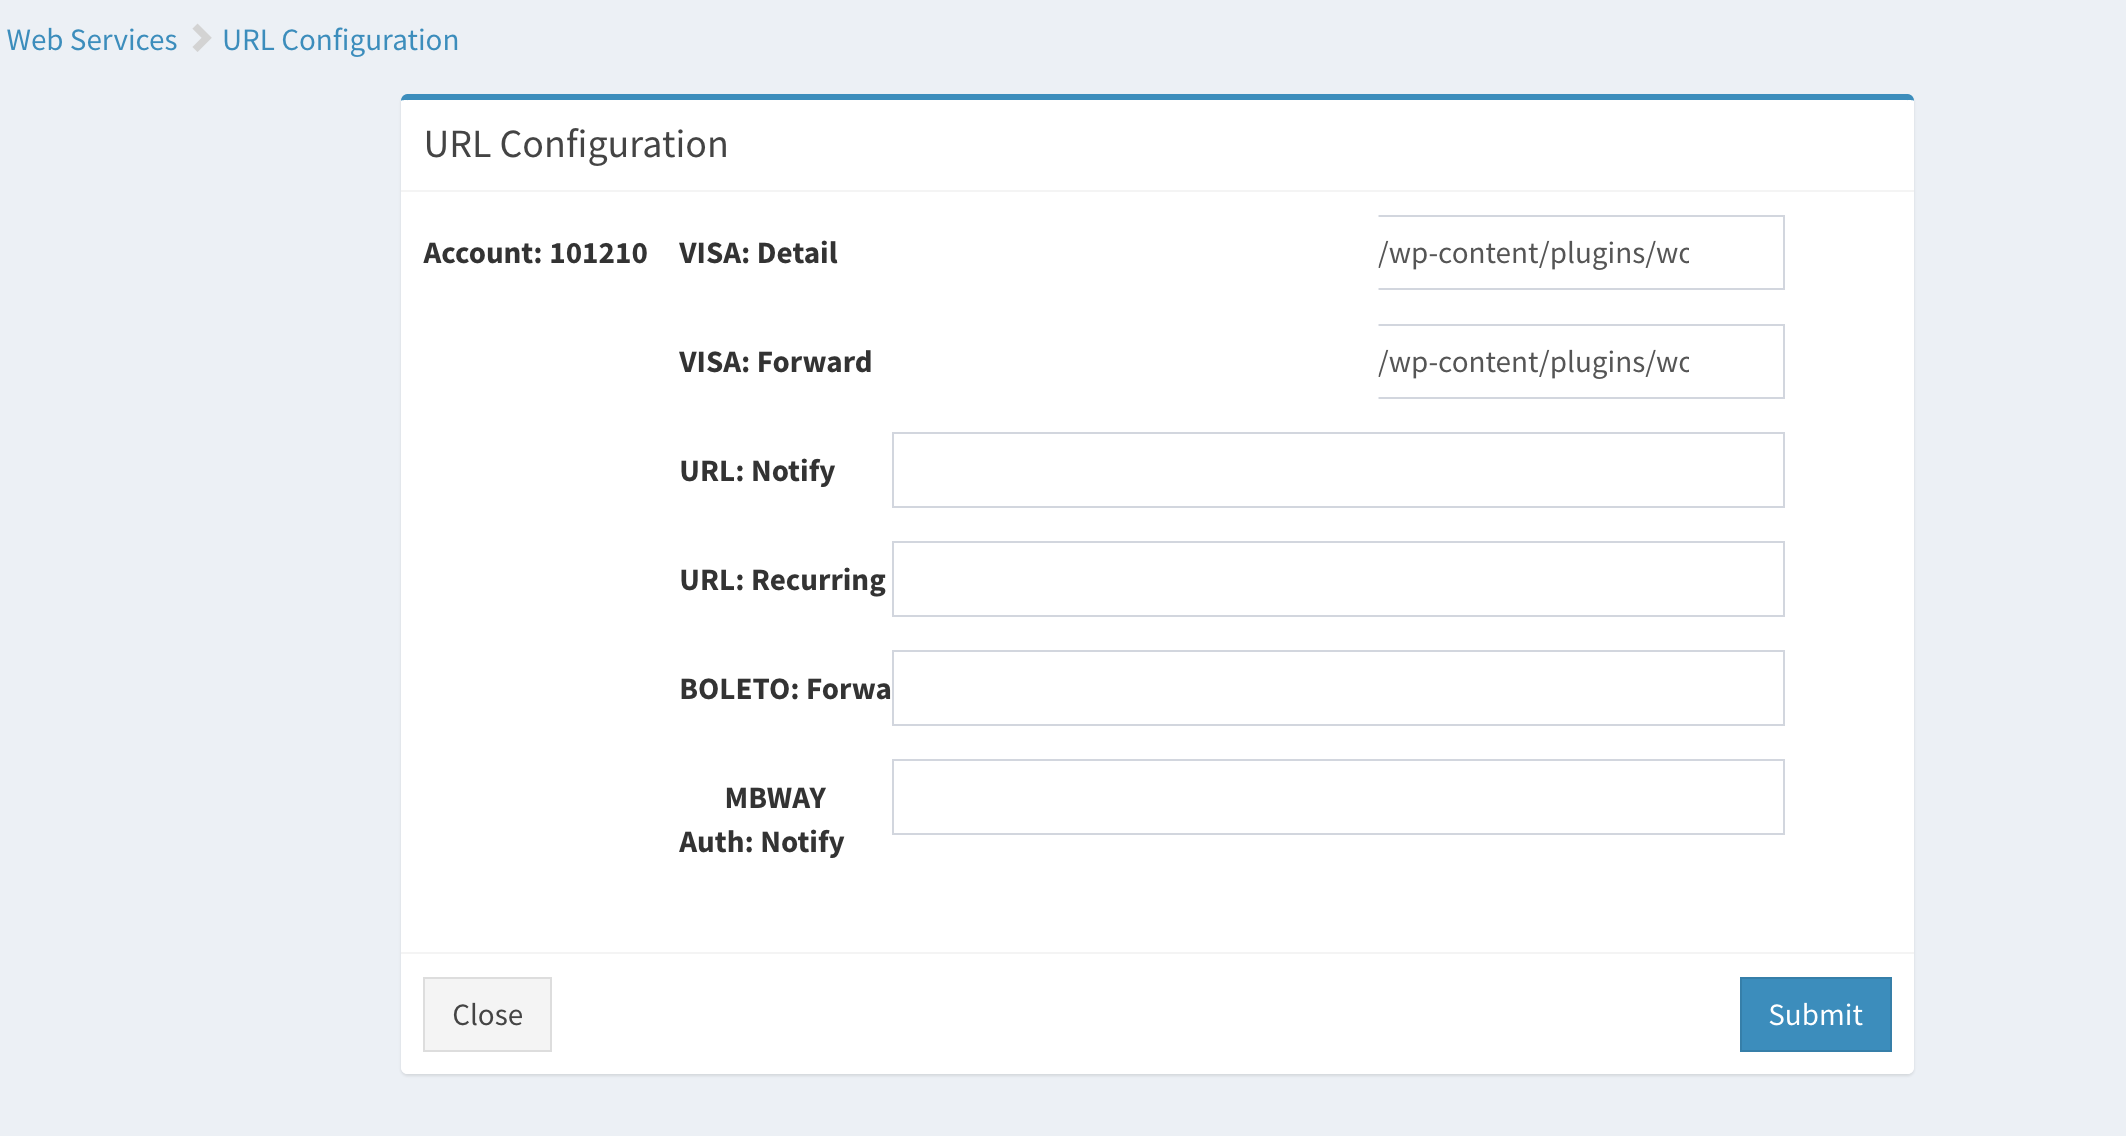 Web Services URL Configuration
URL Configuration
Account: 101210 VISA: Detail /wp-content/plugins/wc
VISA: Forward /wp-content/plugins/wc
URL: Notify
URL: Recurring
BOLETO: Forwa
MBWAY
Auth: Notify
Close Submit